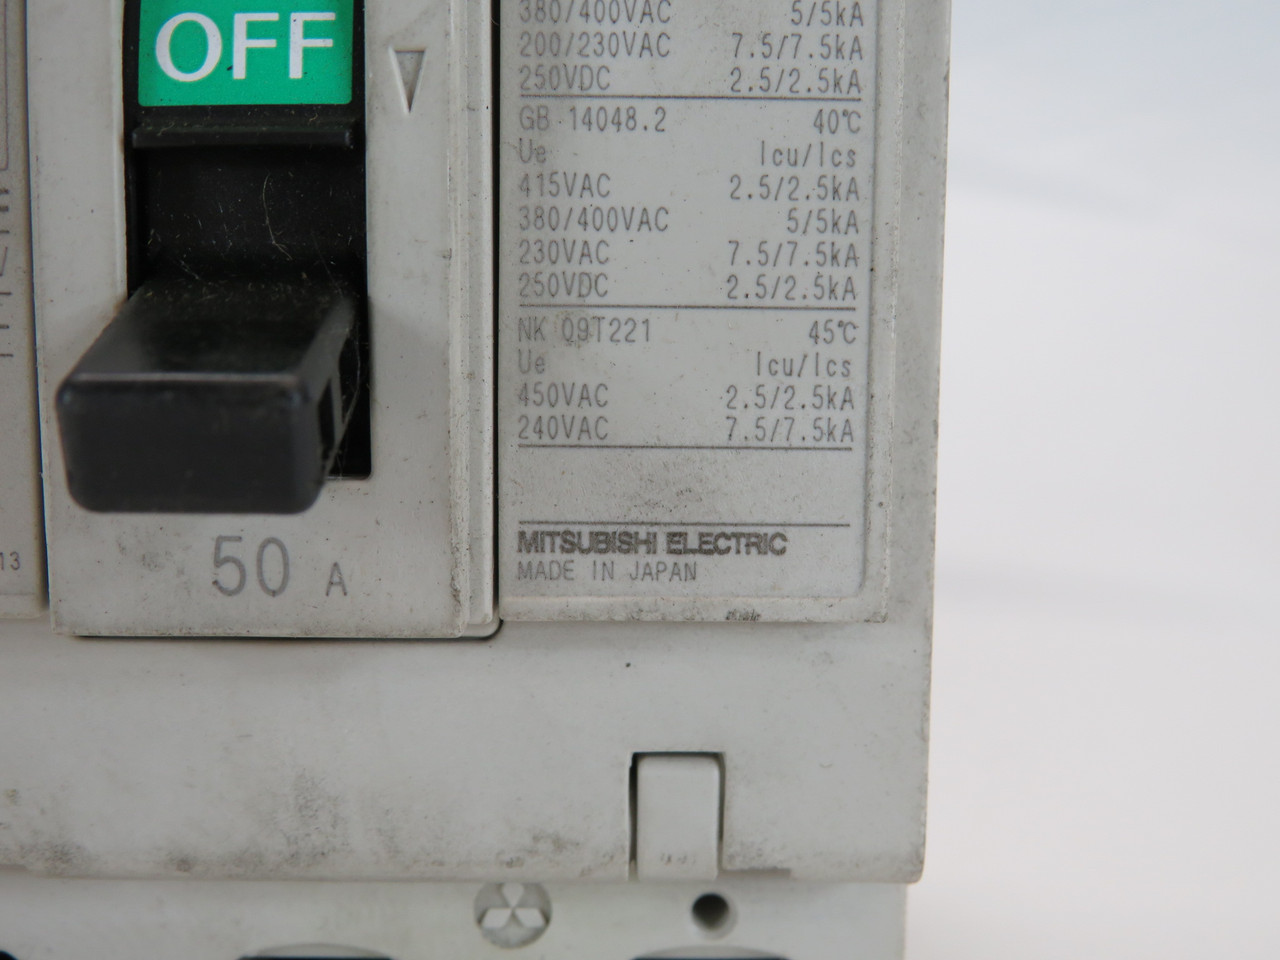 OFF
380/400VAC 5/5kA
200/230VAC 7.5/7.5kA
250VDC 2.5/2.5kA
GB 14048.2 40℃
Ue Icu/Ics
415VAC 2.5/2.5kA
380/400VAC 5/5kA
230VAC 7.5/7.5kA
250VDC 2.5/2.5kA
NK 09T221 45℃
Ue Icu/Ics
450VAC 2.5/2.5kA
240VAC 7.5/7.5kA
MITSUBISHI ELECTRIC
MADE IN JAPAN
50 A
13